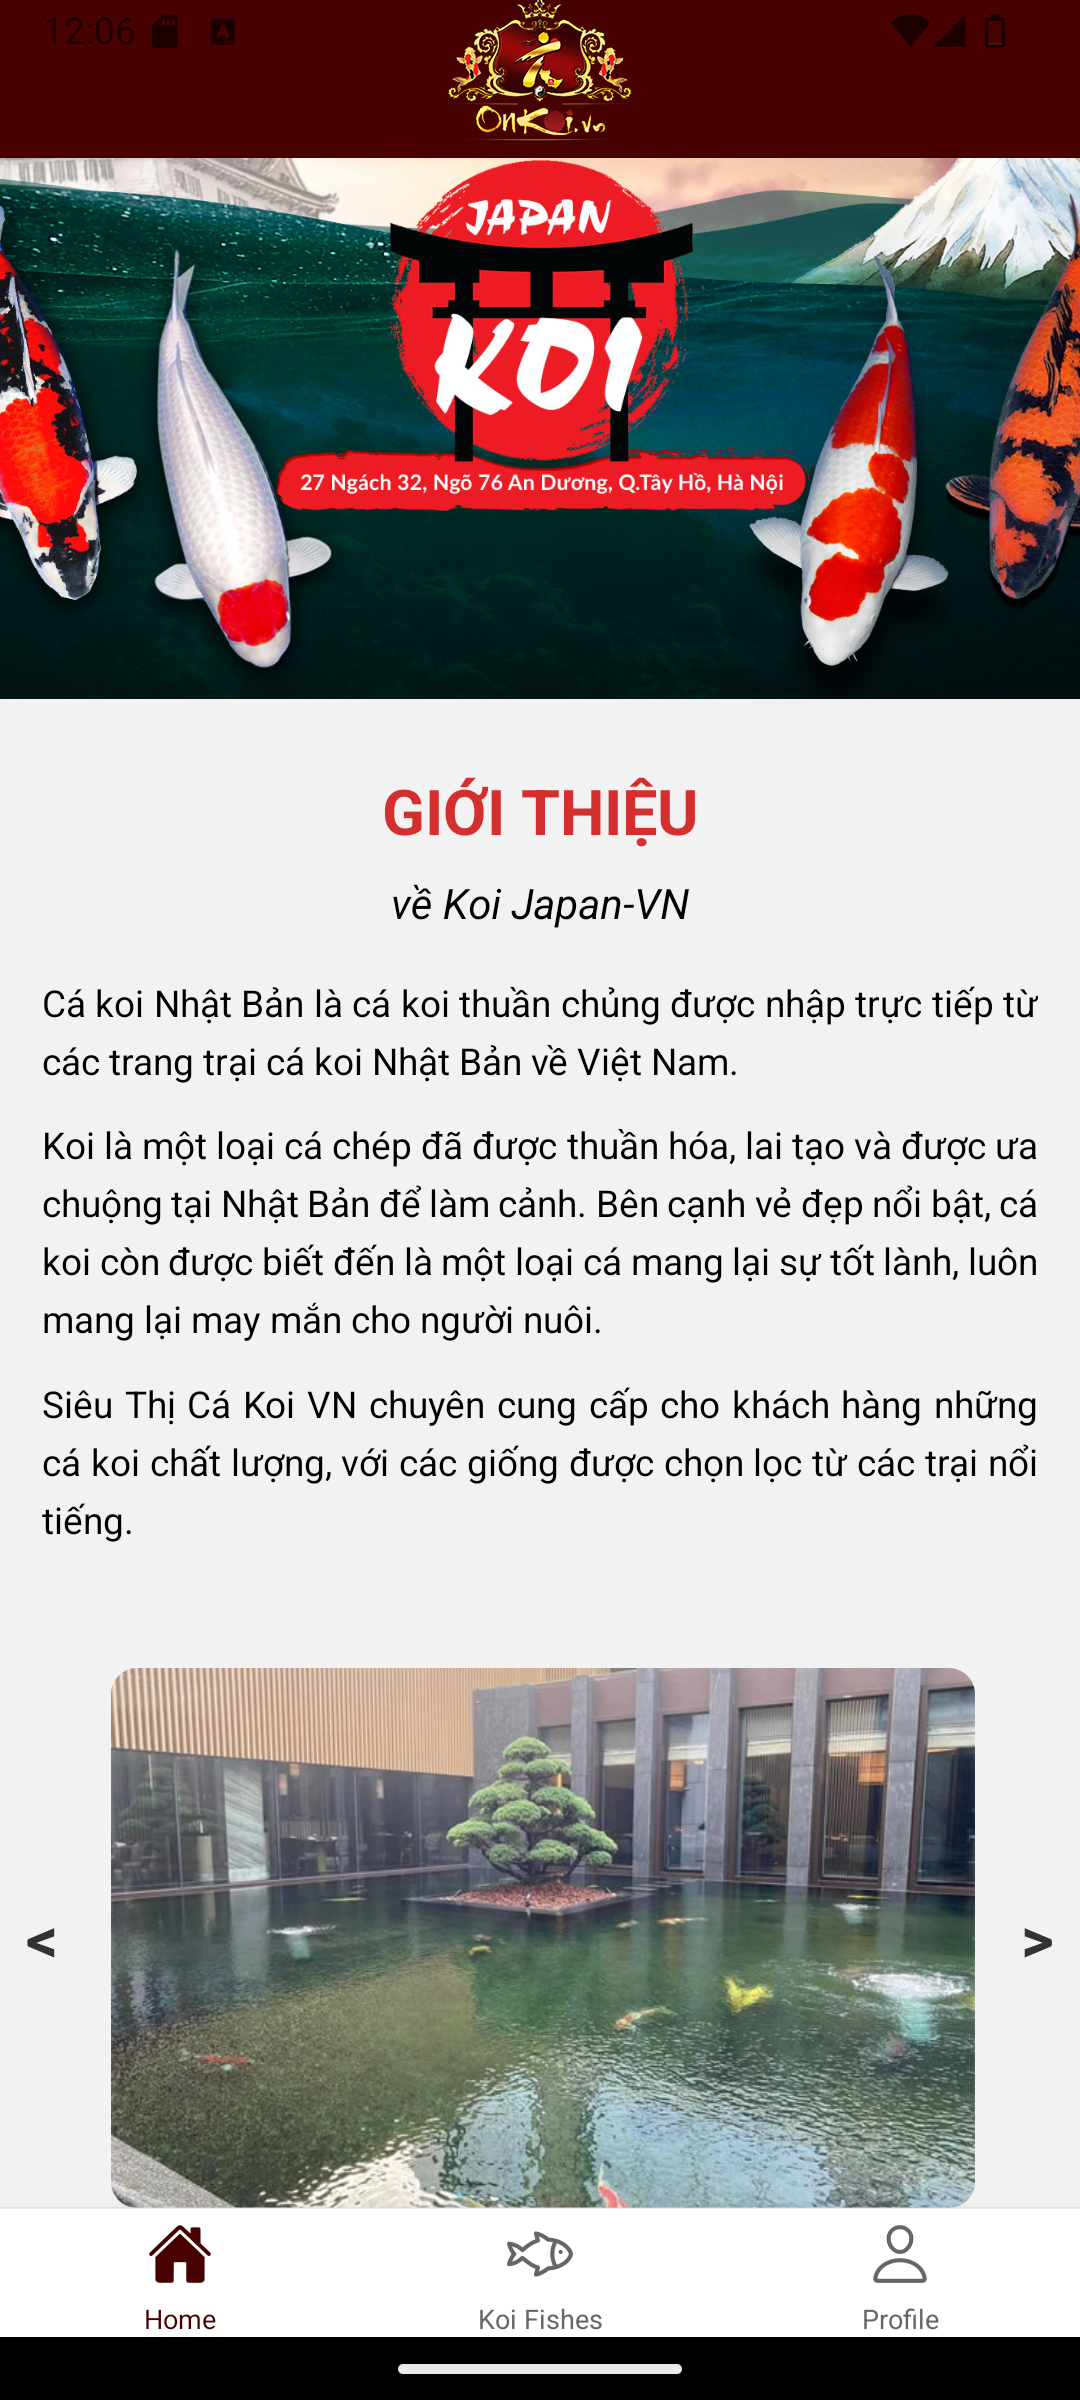 12:06
OnKoi.vn
JAPAN
KOI
27 Ngách 32, Ngõ 76 An Dương, Q.Tây Hồ, Hà Nội
GIỚI THIỆU
về Koi Japan-VN
Cá koi Nhật Bản là cá koi thuần chủng được nhập trực tiếp từ
các trang trại cá koi Nhật Bản về Việt Nam.
Koi là một loại cá chép đã được thuần hóa, lai tạo và được ưa
chuộng tại Nhật Bản để làm cảnh. Bên cạnh vẻ đẹp nổi bật, cá
koi còn được biết đến là một loại cá mang lại sự tốt lành, luôn
mang lại may mắn cho người nuôi.
Siêu Thị Cá Koi VN chuyên cung cấp cho khách hàng những
cá koi chất lượng, với các giống được chọn lọc từ các trại nổi
tiếng.
< >
Home Koi Fishes Profile